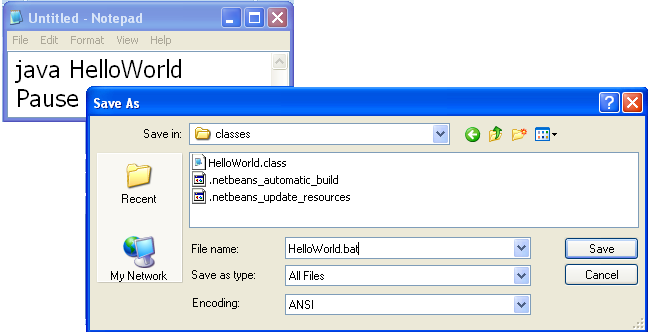 Untitled - Notepad
File Edit Format View Help
java HelloWorld
Pause
Save As
Save in: classes
Recent
My Network
HelloWorld.class
.netbeans_automatic_build
.netbeans_update_resources
File name: HelloWorld.bat Save
Save as type: All Files Cancel
Encoding: ANSI